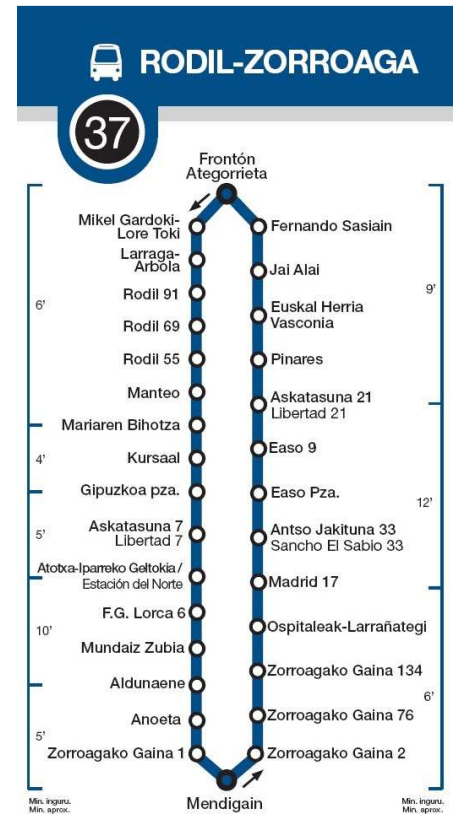 RODIL-ZORROAGA
37
Frontón
Ategorrieta
Mikel Gardoki-
Lore Toki
Larraga-
Arbola
Rodil 91
Rodil 69
Rodil 55
Manteo
Mariaren Bihotza
Kursaal
Gipuzkoa pza.
Askatasuna 7
Libertad 7
Atotxa-Iparreko Geltokia /
Estación del Norte
F.G. Lorca 6
Mundaiz Zubia
Aldunaene
Anoeta
Zorroagako Gaina 1
6'
4'
5'
10'
5'
Min. inguru.
Min. aprox.
Mendigain
Fernando Sasiain
Jai Alai
Euskal Herria
Vasconia
Pinares
Askatasuna 21
Libertad 21
Easo 9
Easo Pza.
Antso Jakituna 33
Sancho El Sabio 33
Madrid 17
Ospitaleak-Larrañategi
Zorroagako Gaina 134
Zorroagako Gaina 76
Zorroagako Gaina 2
9'
12'
6'
Min. inguru.
Min. aprox.